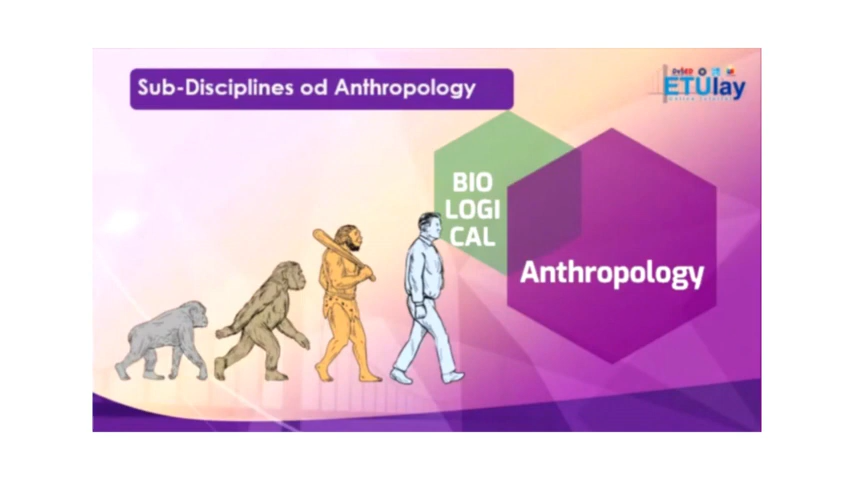 Sub-Disciplines od Anthropology
ETUlay
BIO
LOGI
CAL
Anthropology